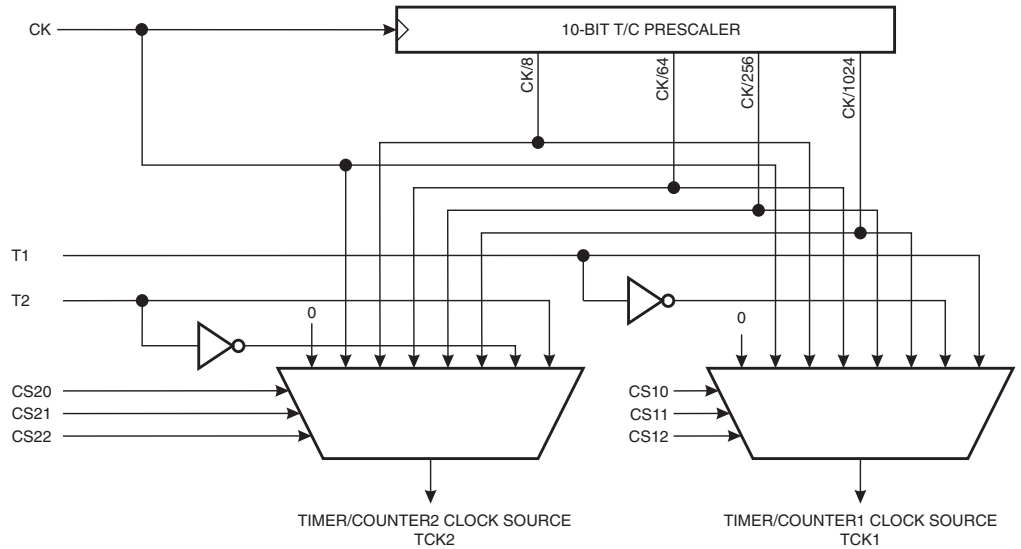 CK
10-BIT T/C PRESCALER
CK/8
CK/64
CK/256
CK/1024
T1
T2
0
0
CS20
CS21
CS22
CS10
CS11
CS12
TIMER/COUNTER2 CLOCK SOURCE
TCK2
TIMER/COUNTER1 CLOCK SOURCE
TCK1